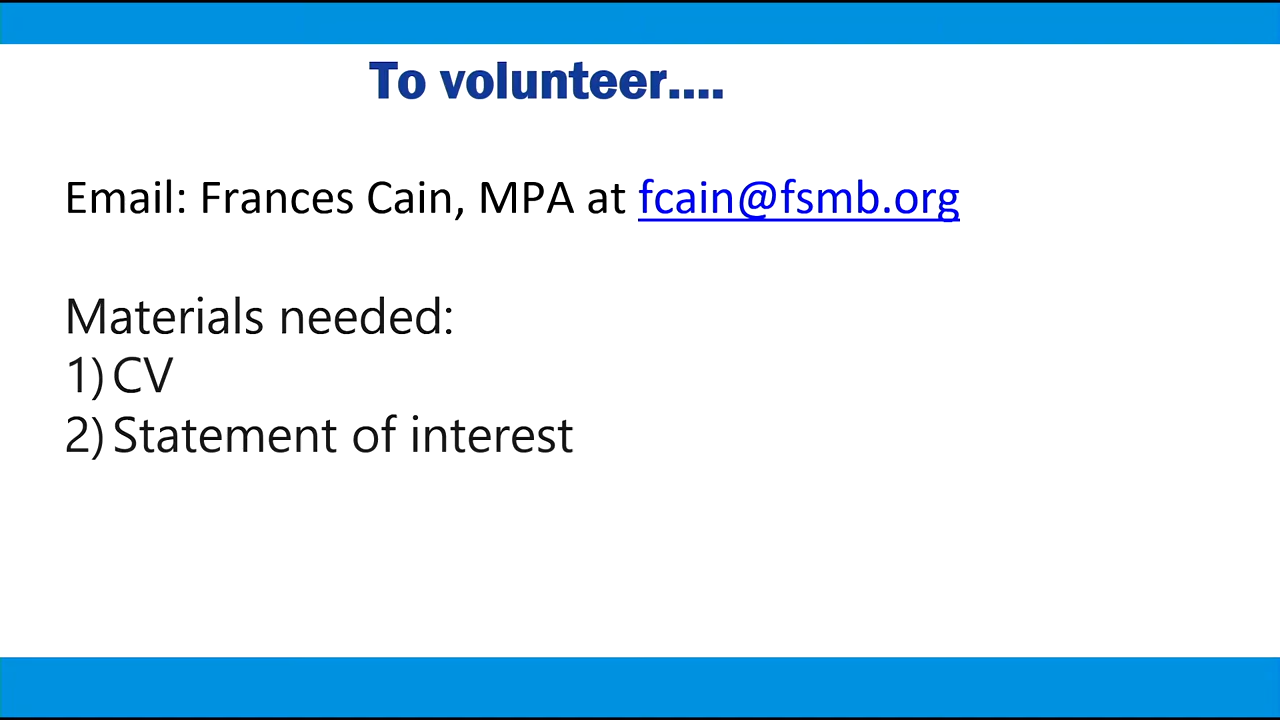 To volunteer....
Email: Frances Cain, MPA at fcain@fsmb.org
Materials needed:
1) CV
2) Statement of interest